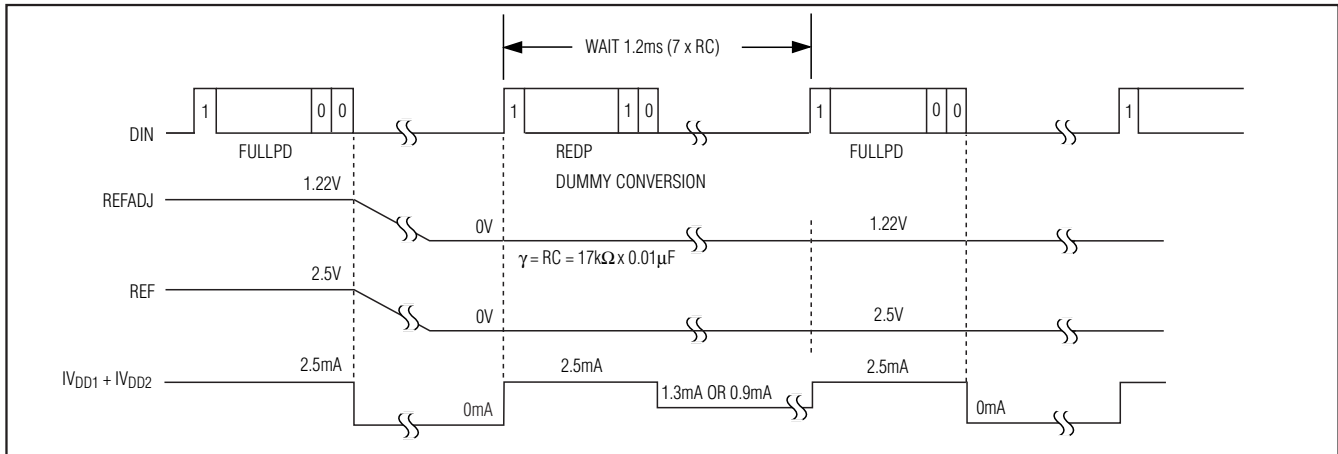 WAIT 1.2ms (7 x RC)
DIN
1
0 0
1
1 0
1
0 0
1
FULLPD
REDP
FULLPD
DUMMY CONVERSION
REFADJ
1.22V
0V
1.22V
γ = RC = 17kΩ x 0.01µF
REF
2.5V
0V
2.5V
IVDD1 + IVDD2
2.5mA
0mA
2.5mA
1.3mA OR 0.9mA
2.5mA
0mA